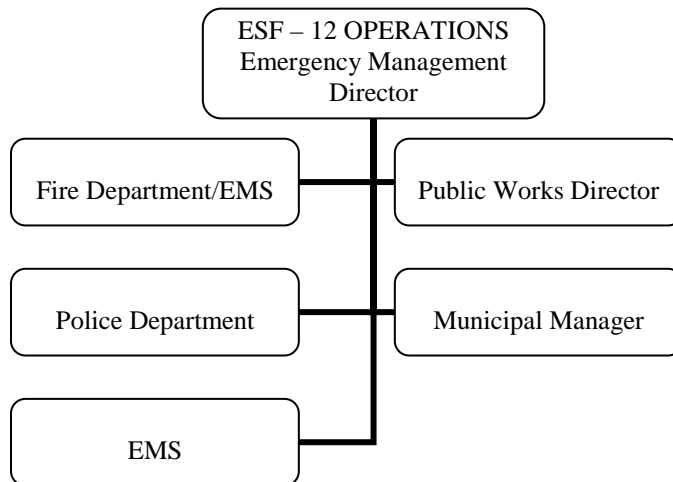 ESF – 12 OPERATIONS
Emergency Management
Director
Fire Department/EMS
Public Works Director
Police Department
Municipal Manager
EMS